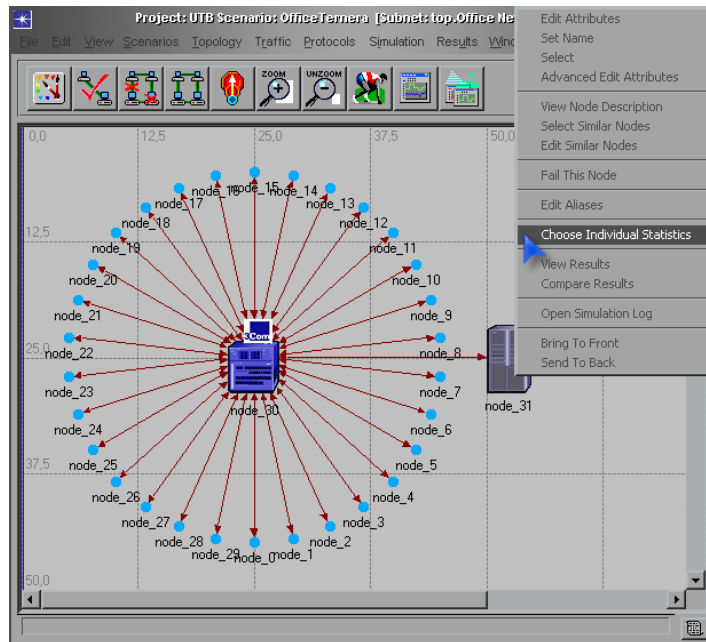 Project: UTB Scenario: OfficeTernera [Subnet: top.Office Ne
File Edit View Scenarios Topology Traffic Protocols Simulation Results Wind
ZOOM UNZOOM
Edit Attributes
Set Name
Select
Advanced Edit Attributes
View Node Description
Select Similar Nodes
Edit Similar Nodes
Fail This Node
Edit Aliases
Choose Individual Statistics
View Results
Compare Results
Open Simulation Log
Bring To Front
Send To Back
0,0 12,5 25,0 37,5 50,0
node_16 node_15 node_14
node_17 node_13
node_18 node_12
12,5
node_19 node_11
node_20 node_10
node_21 node_9
3Com
25,0
node_22 node_8
node_23 node_7
node_30 node_31
node_24 node_6
37,5
node_25 node_5
node_26 node_4
node_27 node_3
node_28 node_2
node_29 node_0 node_1
50,0